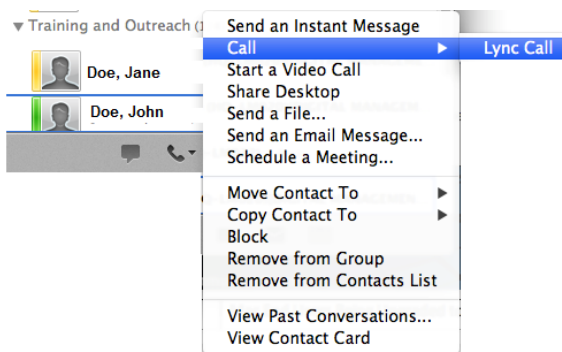 Training and Outreach (
Doe, Jane
Doe, John
Send an Instant Message
Call
Lync Call
Start a Video Call
Share Desktop
Send a File...
Send an Email Message...
Schedule a Meeting...
Move Contact To
Copy Contact To
Block
Remove from Group
Remove from Contacts List
View Past Conversations...
View Contact Card